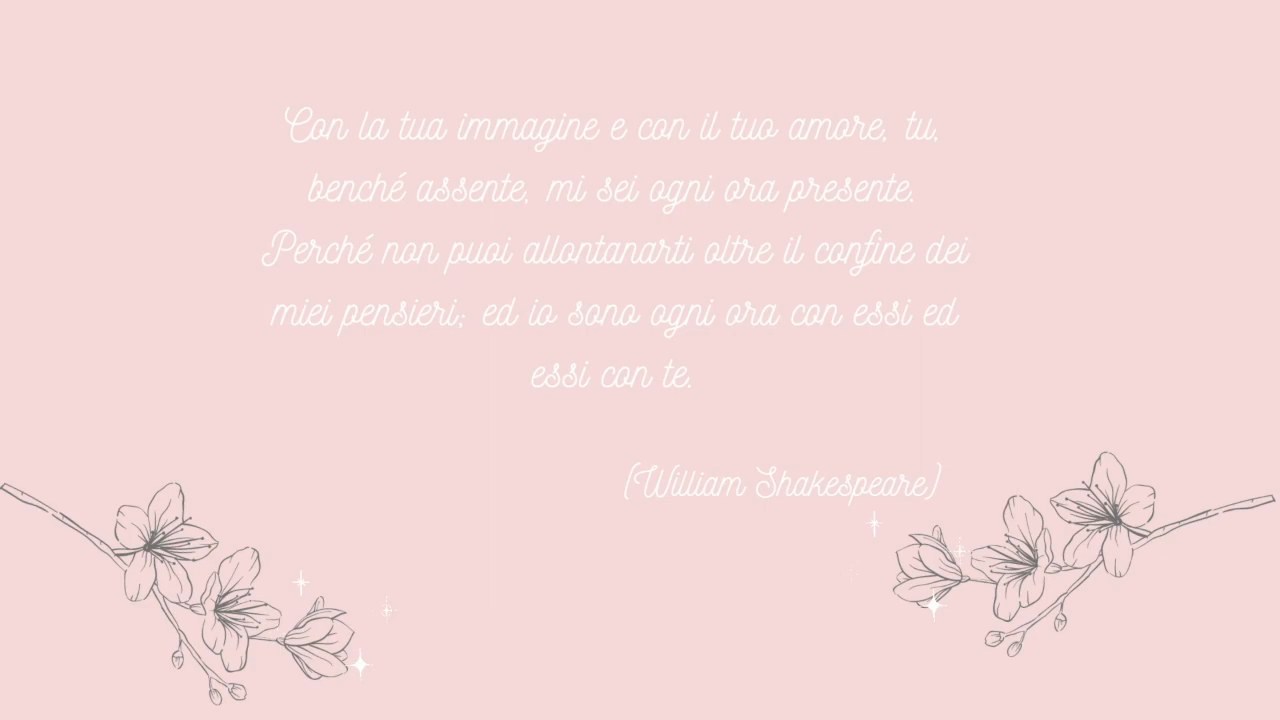 Con la tua immagine e con il tuo amore, tu,
benché assente, mi sei ogni ora presente.
Perché non puoi allontanarti oltre il confine dei
miei pensieri; ed io sono ogni ora con essi ed
essi con te.
(William Shakespeare)